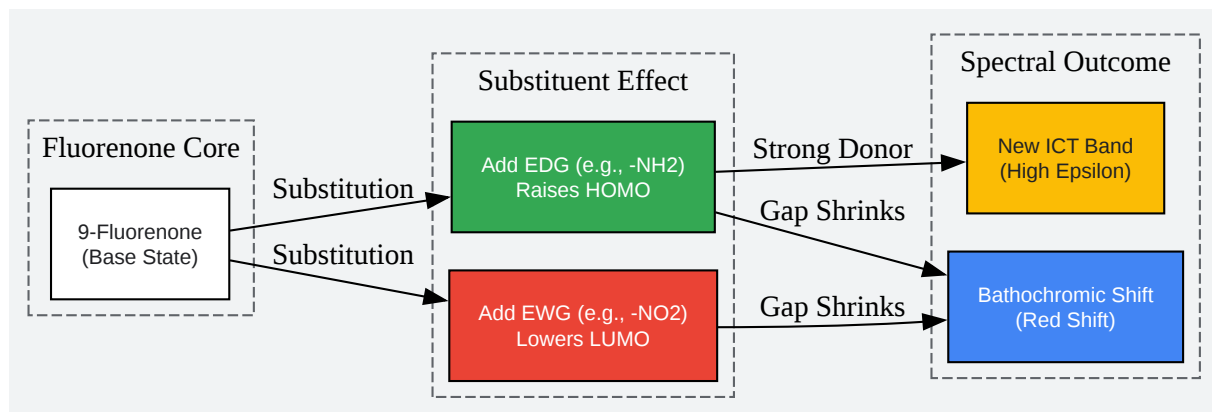 Fluorenone Core
9-Fluorenone
(Base State)
Substitution
Substitution
Substituent Effect
Add EDG (e.g., -NH2)
Raises HOMO
Add EWG (e.g., -NO2)
Lowers LUMO
Strong Donor
Gap Shrinks
Gap Shrinks
Spectral Outcome
New ICT Band
(High Epsilon)
Bathochromic Shift
(Red Shift)